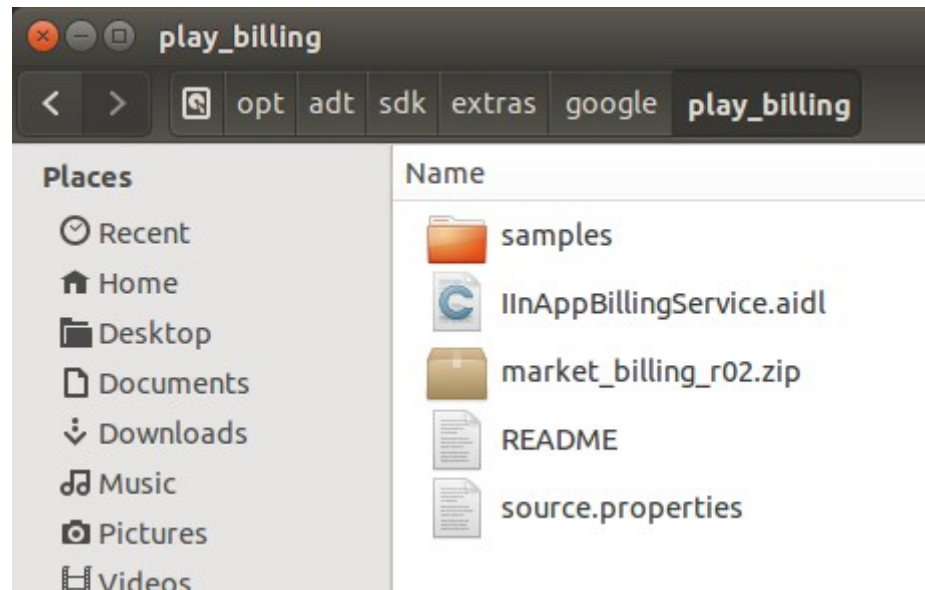 play_billing
opt adt sdk extras google play_billing
Places
Recent
Home
Desktop
Documents
Downloads
Music
Pictures
Videos
Name
samples
IInAppBillingService.aidl
market_billing_r02.zip
README
source.properties